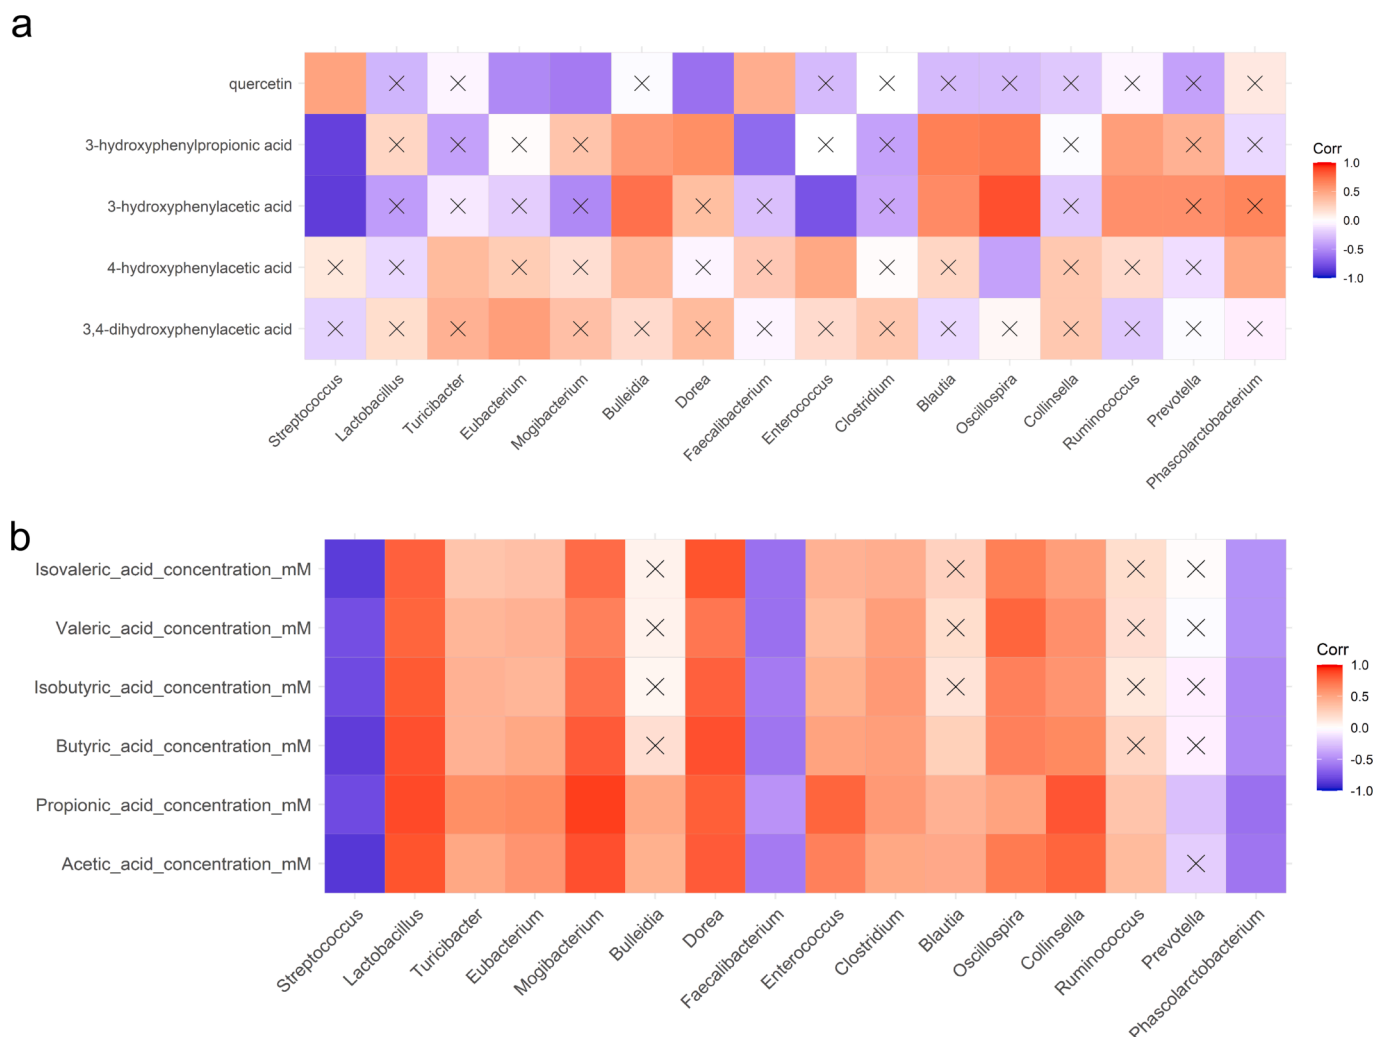 a
quercetin
3-hydroxyphenylpropionic acid
3-hydroxyphenylacetic acid
4-hydroxyphenylacetic acid
3,4-dihydroxyphenylacetic acid
Streptococcus
Lactobacillus
Turicibacter
Eubacterium
Mogibacterium
Bulleidia
Dorea
Faecalibacterium
Enterococcus
Clostridium
Blautia
Oscillospira
Collinsella
Ruminococcus
Prevotella
Phascolarctobacterium
Corr
1.0
0.5
0.0
-0.5
-1.0
b
Isovaleric_acid_concentration_mM
Valeric_acid_concentration_mM
Isobutyric_acid_concentration_mM
Butyric_acid_concentration_mM
Propionic_acid_concentration_mM
Acetic_acid_concentration_mM
Streptococcus
Lactobacillus
Turicibacter
Eubacterium
Mogibacterium
Bulleidia
Dorea
Faecalibacterium
Enterococcus
Clostridium
Blautia
Oscillospira
Collinsella
Ruminococcus
Prevotella
Phascolarctobacterium
Corr
1.0
0.5
0.0
-0.5
-1.0